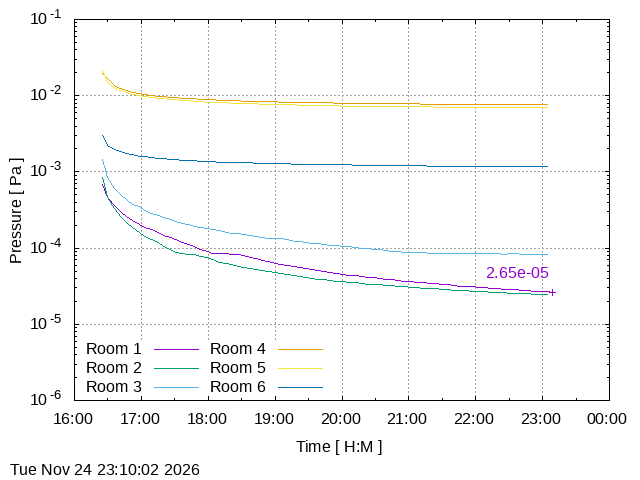 10^-1
10^-2
10^-3
10^-4
10^-5
10^-6
Pressure [ Pa ]
2.65e-05
Room 1 Room 4
Room 2 Room 5
Room 3 Room 6
16:00 17:00 18:00 19:00 20:00 21:00 22:00 23:00 00:00
Time [ H:M ]
Tue Nov 24 23:10:02 2026